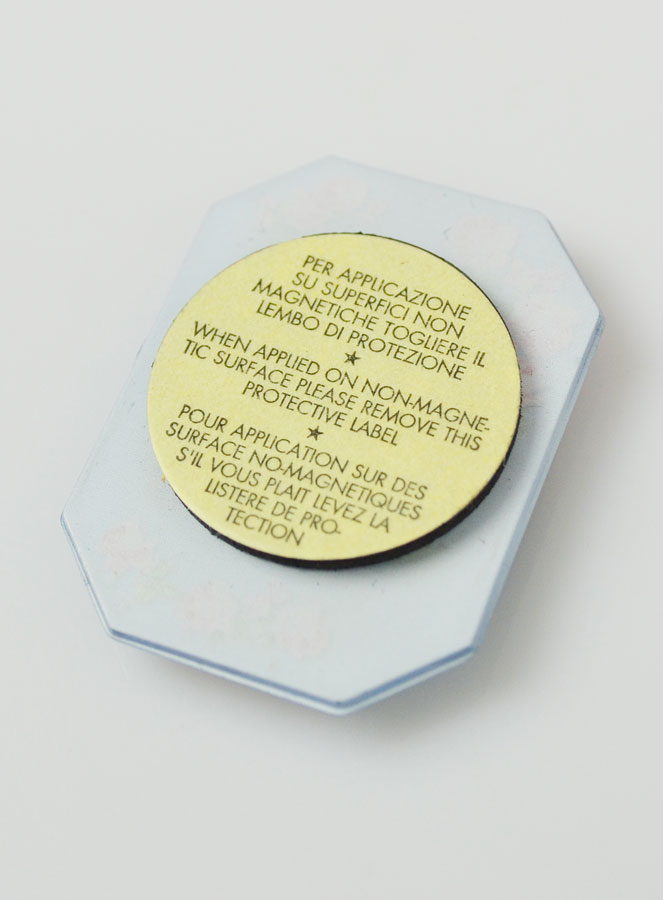 PER APPLICAZIONE
SU SUPERFICI NON
MAGNETICHE TOGLIERE IL
LEMBO DI PROTEZIONE
★
WHEN APPLIED ON NON-MAGNE-
TIC SURFACE PLEASE REMOVE THIS
PROTECTIVE LABEL
★
POUR APPLICATION SUR DES
SURFACE NO-MAGNETIQUES
S'IL VOUS PLAIT LEVEZ LA
LISTERE DE PRO-
TECTION